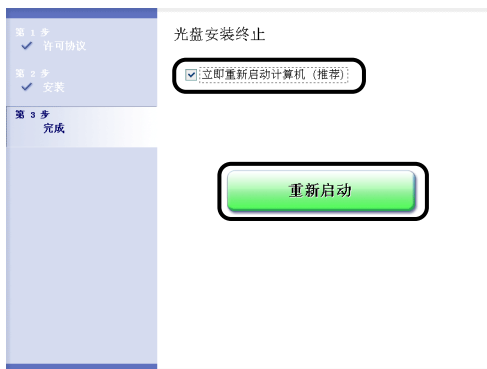 第 1 步
许可协议
第 2 步
安装
第 3 步
完成
光盘安装终止
立即重新启动计算机（推荐）
重新启动